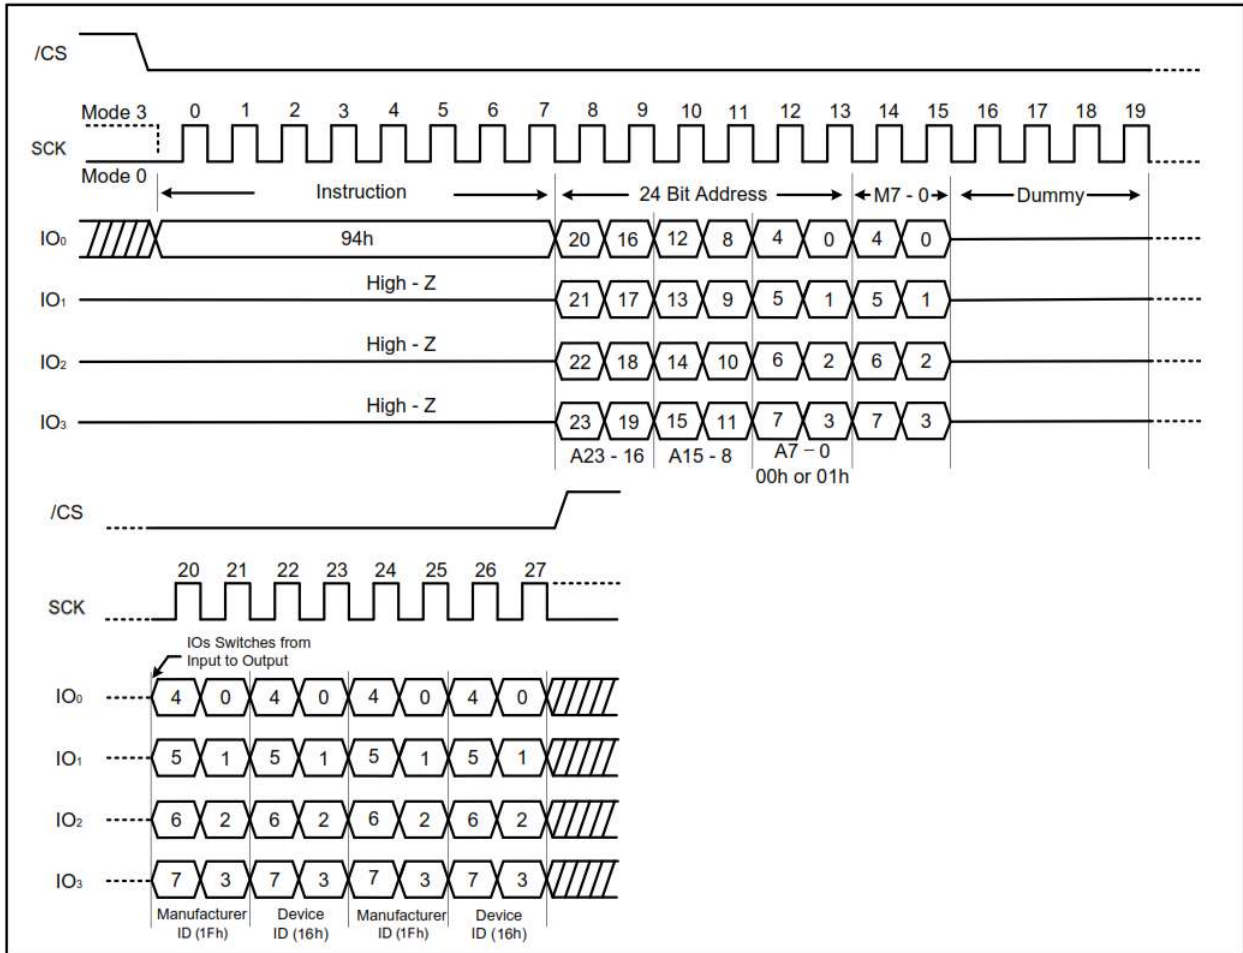 /CS
Mode 3 0 1 2 3 4 5 6 7 8 9 10 11 12 13 14 15 16 17 18 19
SCK
Mode 0
Instruction 24 Bit Address M7 - 0 Dummy
IO0 94h 20 16 12 8 4 0 4 0
High - Z
IO1 21 17 13 9 5 1 5 1
High - Z
IO2 22 18 14 10 6 2 6 2
High - Z
IO3 23 19 15 11 7 3 7 3
A23 - 16 A15 - 8 A7 – 0
00h or 01h
/CS
20 21 22 23 24 25 26 27
SCK
IOs Switches from
Input to Output
IO0 4 0 4 0 4 0 4 0
IO1 5 1 5 1 5 1 5 1
IO2 6 2 6 2 6 2 6 2
IO3 7 3 7 3 7 3 7 3
Manufacturer Device Manufacturer Device
ID (1Fh) ID (16h) ID (1Fh) ID (16h)